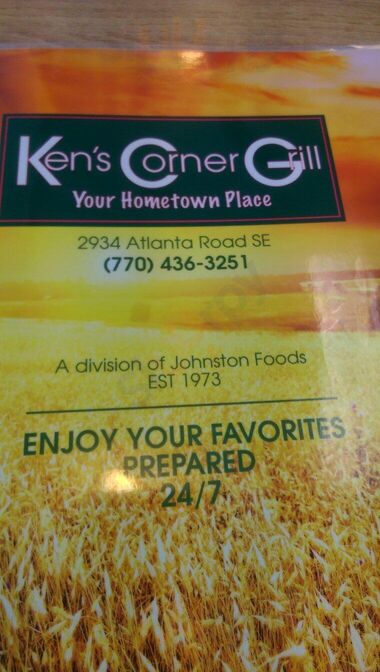 Ken's Corner Grill
Your Hometown Place
2934 Atlanta Road SE
(770) 436-3251
A division of Johnston Foods
EST 1973
ENJOY YOUR FAVORITES
PREPARED
24/7